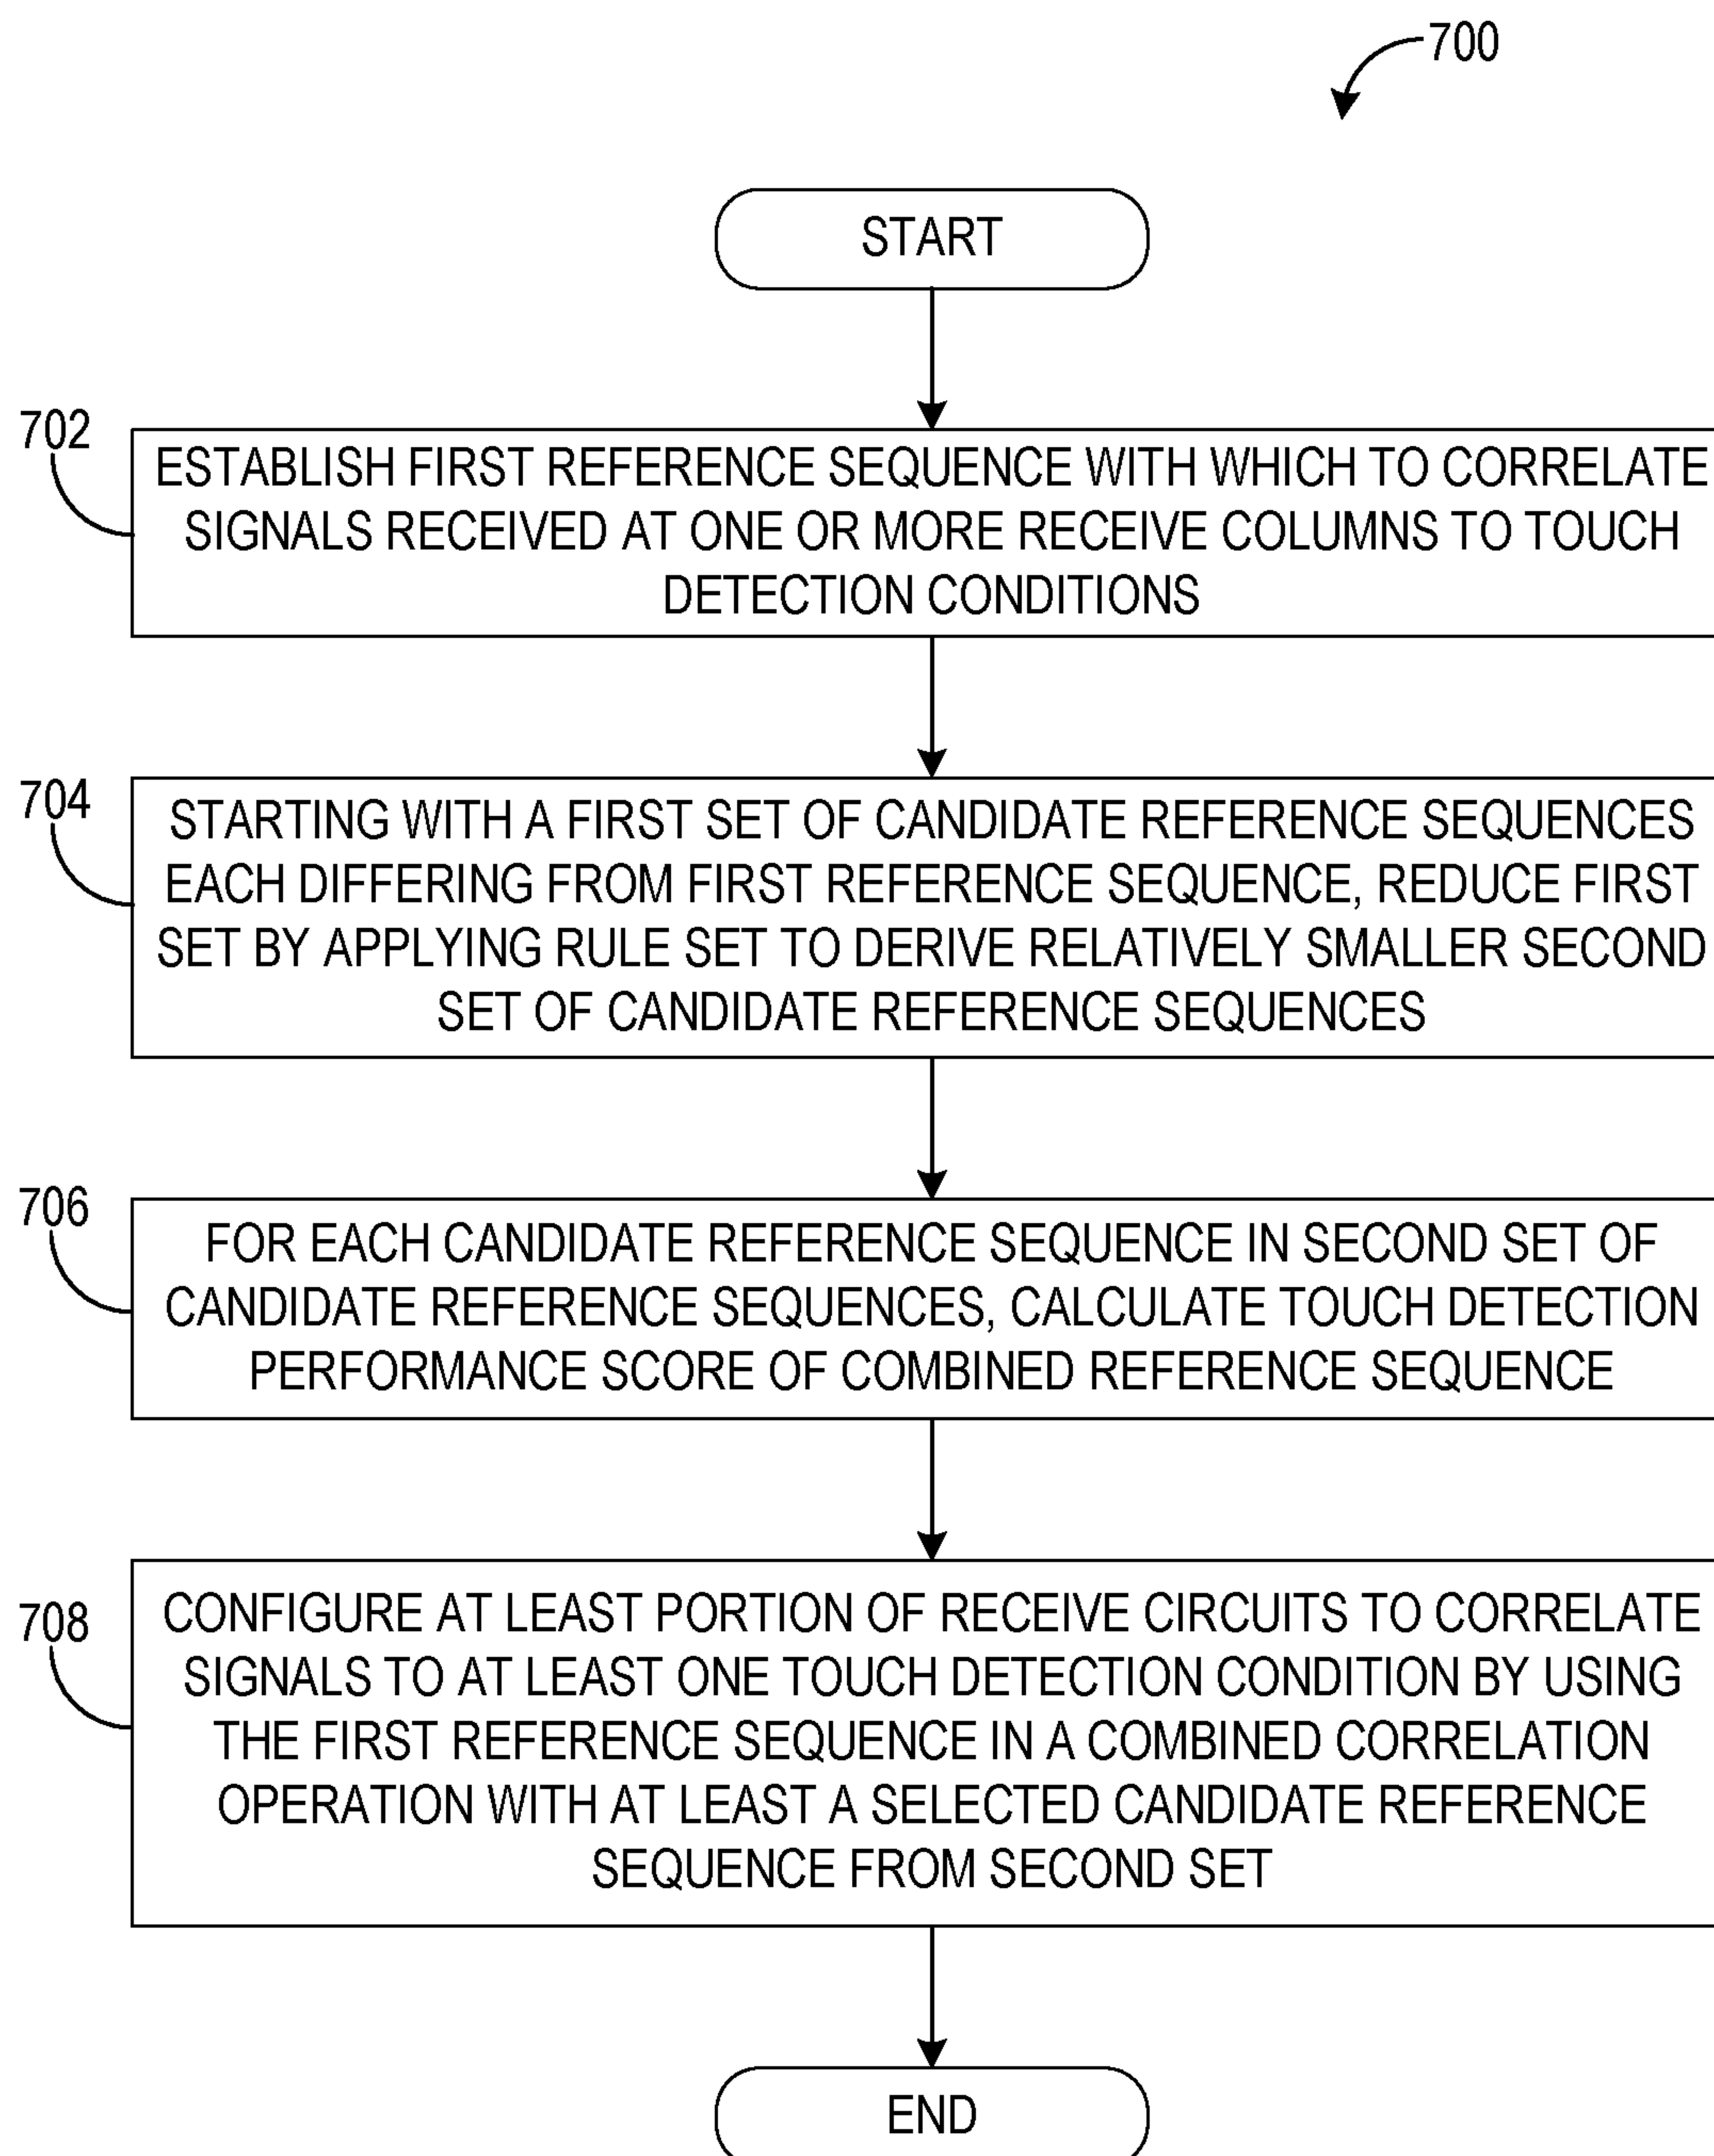 700
START
702
ESTABLISH FIRST REFERENCE SEQUENCE WITH WHICH TO CORRELATE
SIGNALS RECEIVED AT ONE OR MORE RECEIVE COLUMNS TO TOUCH
DETECTION CONDITIONS
704
STARTING WITH A FIRST SET OF CANDIDATE REFERENCE SEQUENCES
EACH DIFFERING FROM FIRST REFERENCE SEQUENCE, REDUCE FIRST
SET BY APPLYING RULE SET TO DERIVE RELATIVELY SMALLER SECOND
SET OF CANDIDATE REFERENCE SEQUENCES
706
FOR EACH CANDIDATE REFERENCE SEQUENCE IN SECOND SET OF
CANDIDATE REFERENCE SEQUENCES, CALCULATE TOUCH DETECTION
PERFORMANCE SCORE OF COMBINED REFERENCE SEQUENCE
708
CONFIGURE AT LEAST PORTION OF RECEIVE CIRCUITS TO CORRELATE
SIGNALS TO AT LEAST ONE TOUCH DETECTION CONDITION BY USING
THE FIRST REFERENCE SEQUENCE IN A COMBINED CORRELATION
OPERATION WITH AT LEAST A SELECTED CANDIDATE REFERENCE
SEQUENCE FROM SECOND SET
END